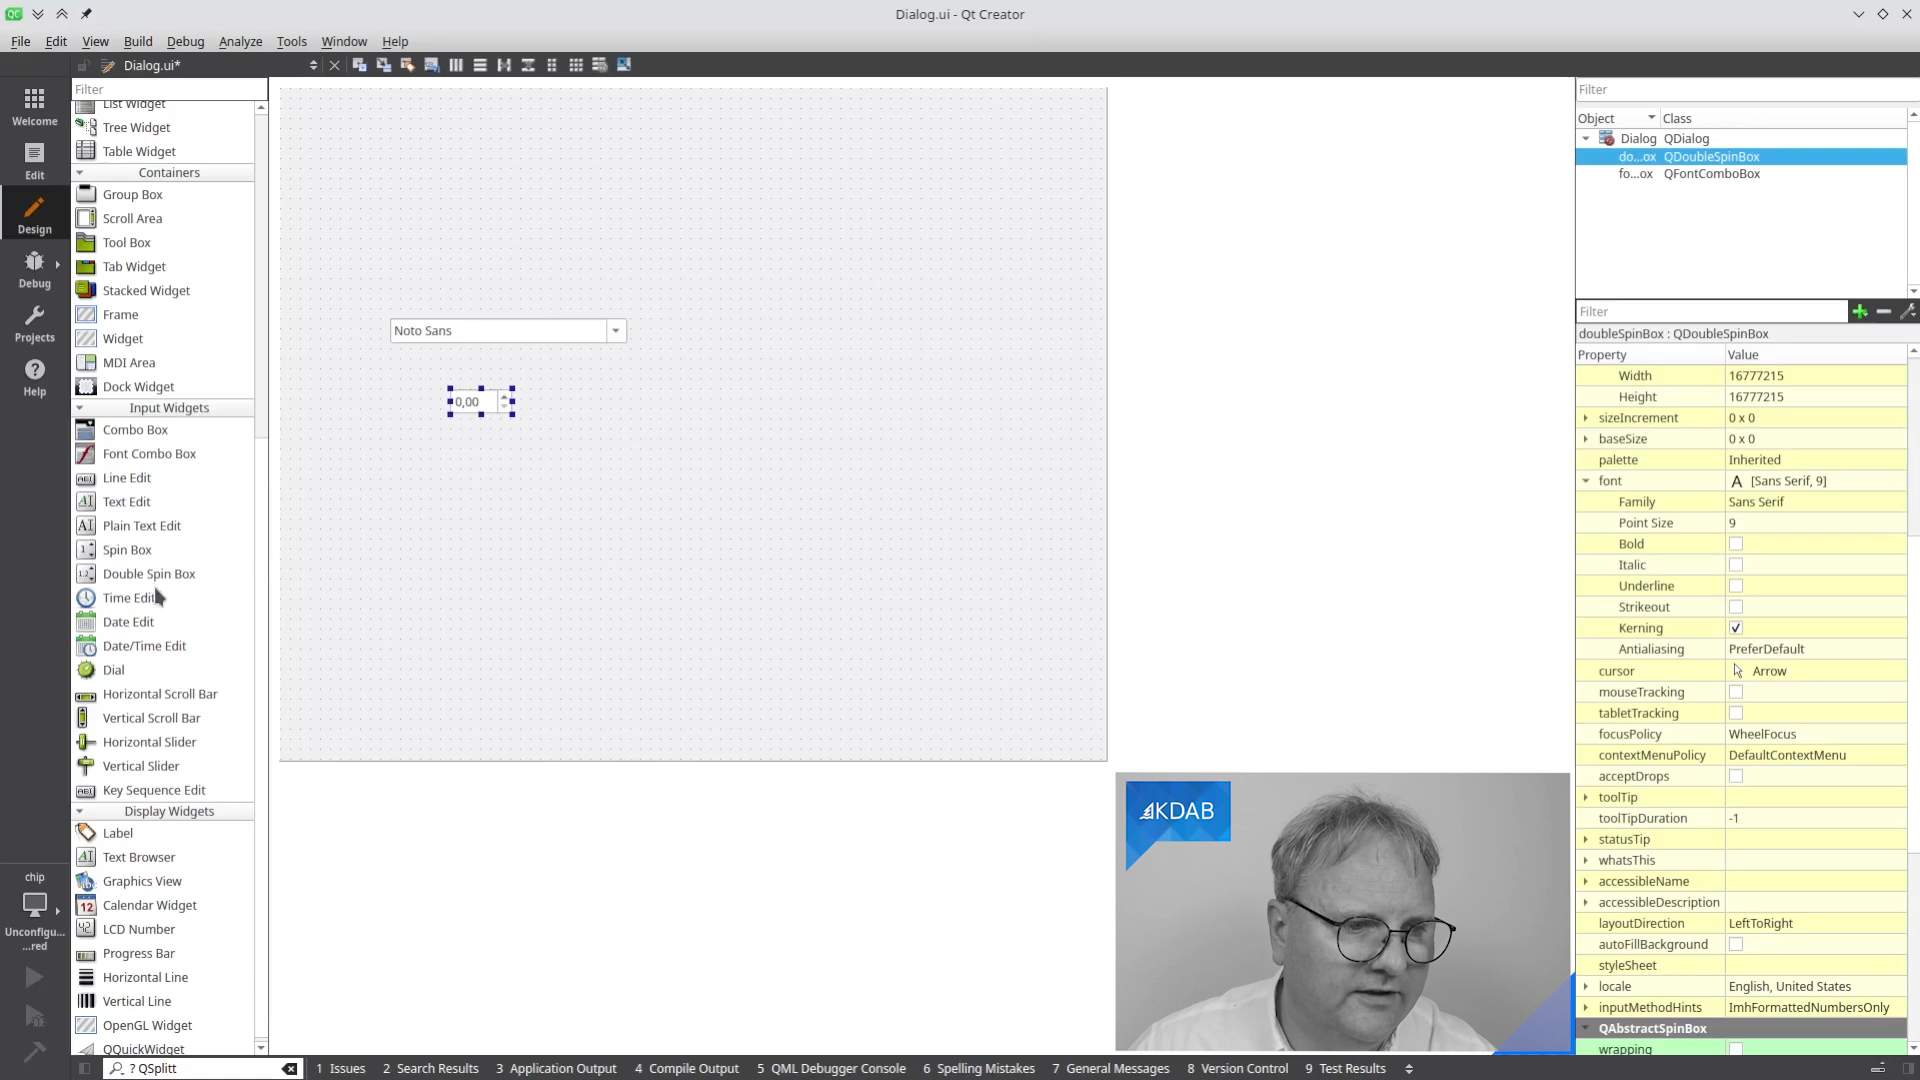 Dialog.ui - Qt Creator
File Edit View Build Debug Analyze Tools Window Help
Dialog.ui*
Filter
List Widget
Tree Widget
Table Widget
Containers
Group Box
Scroll Area
Tool Box
Tab Widget
Stacked Widget
Frame
Widget
MDI Area
Dock Widget
Input Widgets
Combo Box
Font Combo Box
Line Edit
Text Edit
Plain Text Edit
Spin Box
Double Spin Box
Time Edit
Date Edit
Date/Time Edit
Dial
Horizontal Scroll Bar
Vertical Scroll Bar
Horizontal Slider
Vertical Slider
Key Sequence Edit
Display Widgets
Label
Text Browser
Graphics View
Calendar Widget
LCD Number
Progress Bar
Horizontal Line
Vertical Line
OpenGL Widget
QQuickWidget
Welcome
Edit
Design
Debug
Projects
Help
chip
Unconfigu...
...red
Noto Sans
0,00
KDAB
Filter
Object Class
Dialog QDialog
do...ox QDoubleSpinBox
fo...ox QFontComboBox
Filter
doubleSpinBox : QDoubleSpinBox
Property Value
Width 16777215
Height 16777215
sizeIncrement 0 x 0
baseSize 0 x 0
palette Inherited
font A [Sans Serif, 9]
Family Sans Serif
Point Size 9
Bold
Italic
Underline
Strikeout
Kerning
Antialiasing PreferDefault
cursor Arrow
mouseTracking
tabletTracking
focusPolicy WheelFocus
contextMenuPolicy DefaultContextMenu
acceptDrops
toolTip
toolTipDuration -1
statusTip
whatsThis
accessibleName
accessibleDescription
layoutDirection LeftToRight
autoFillBackground
styleSheet
locale English, United States
inputMethodHints ImhFormattedNumbersOnly
QAbstractSpinBox
wrapping
? QSplitt
1 Issues 2 Search Results 3 Application Output 4 Compile Output 5 QML Debugger Console 6 Spelling Mistakes 7 General Messages 8 Version Control 9 Test Results